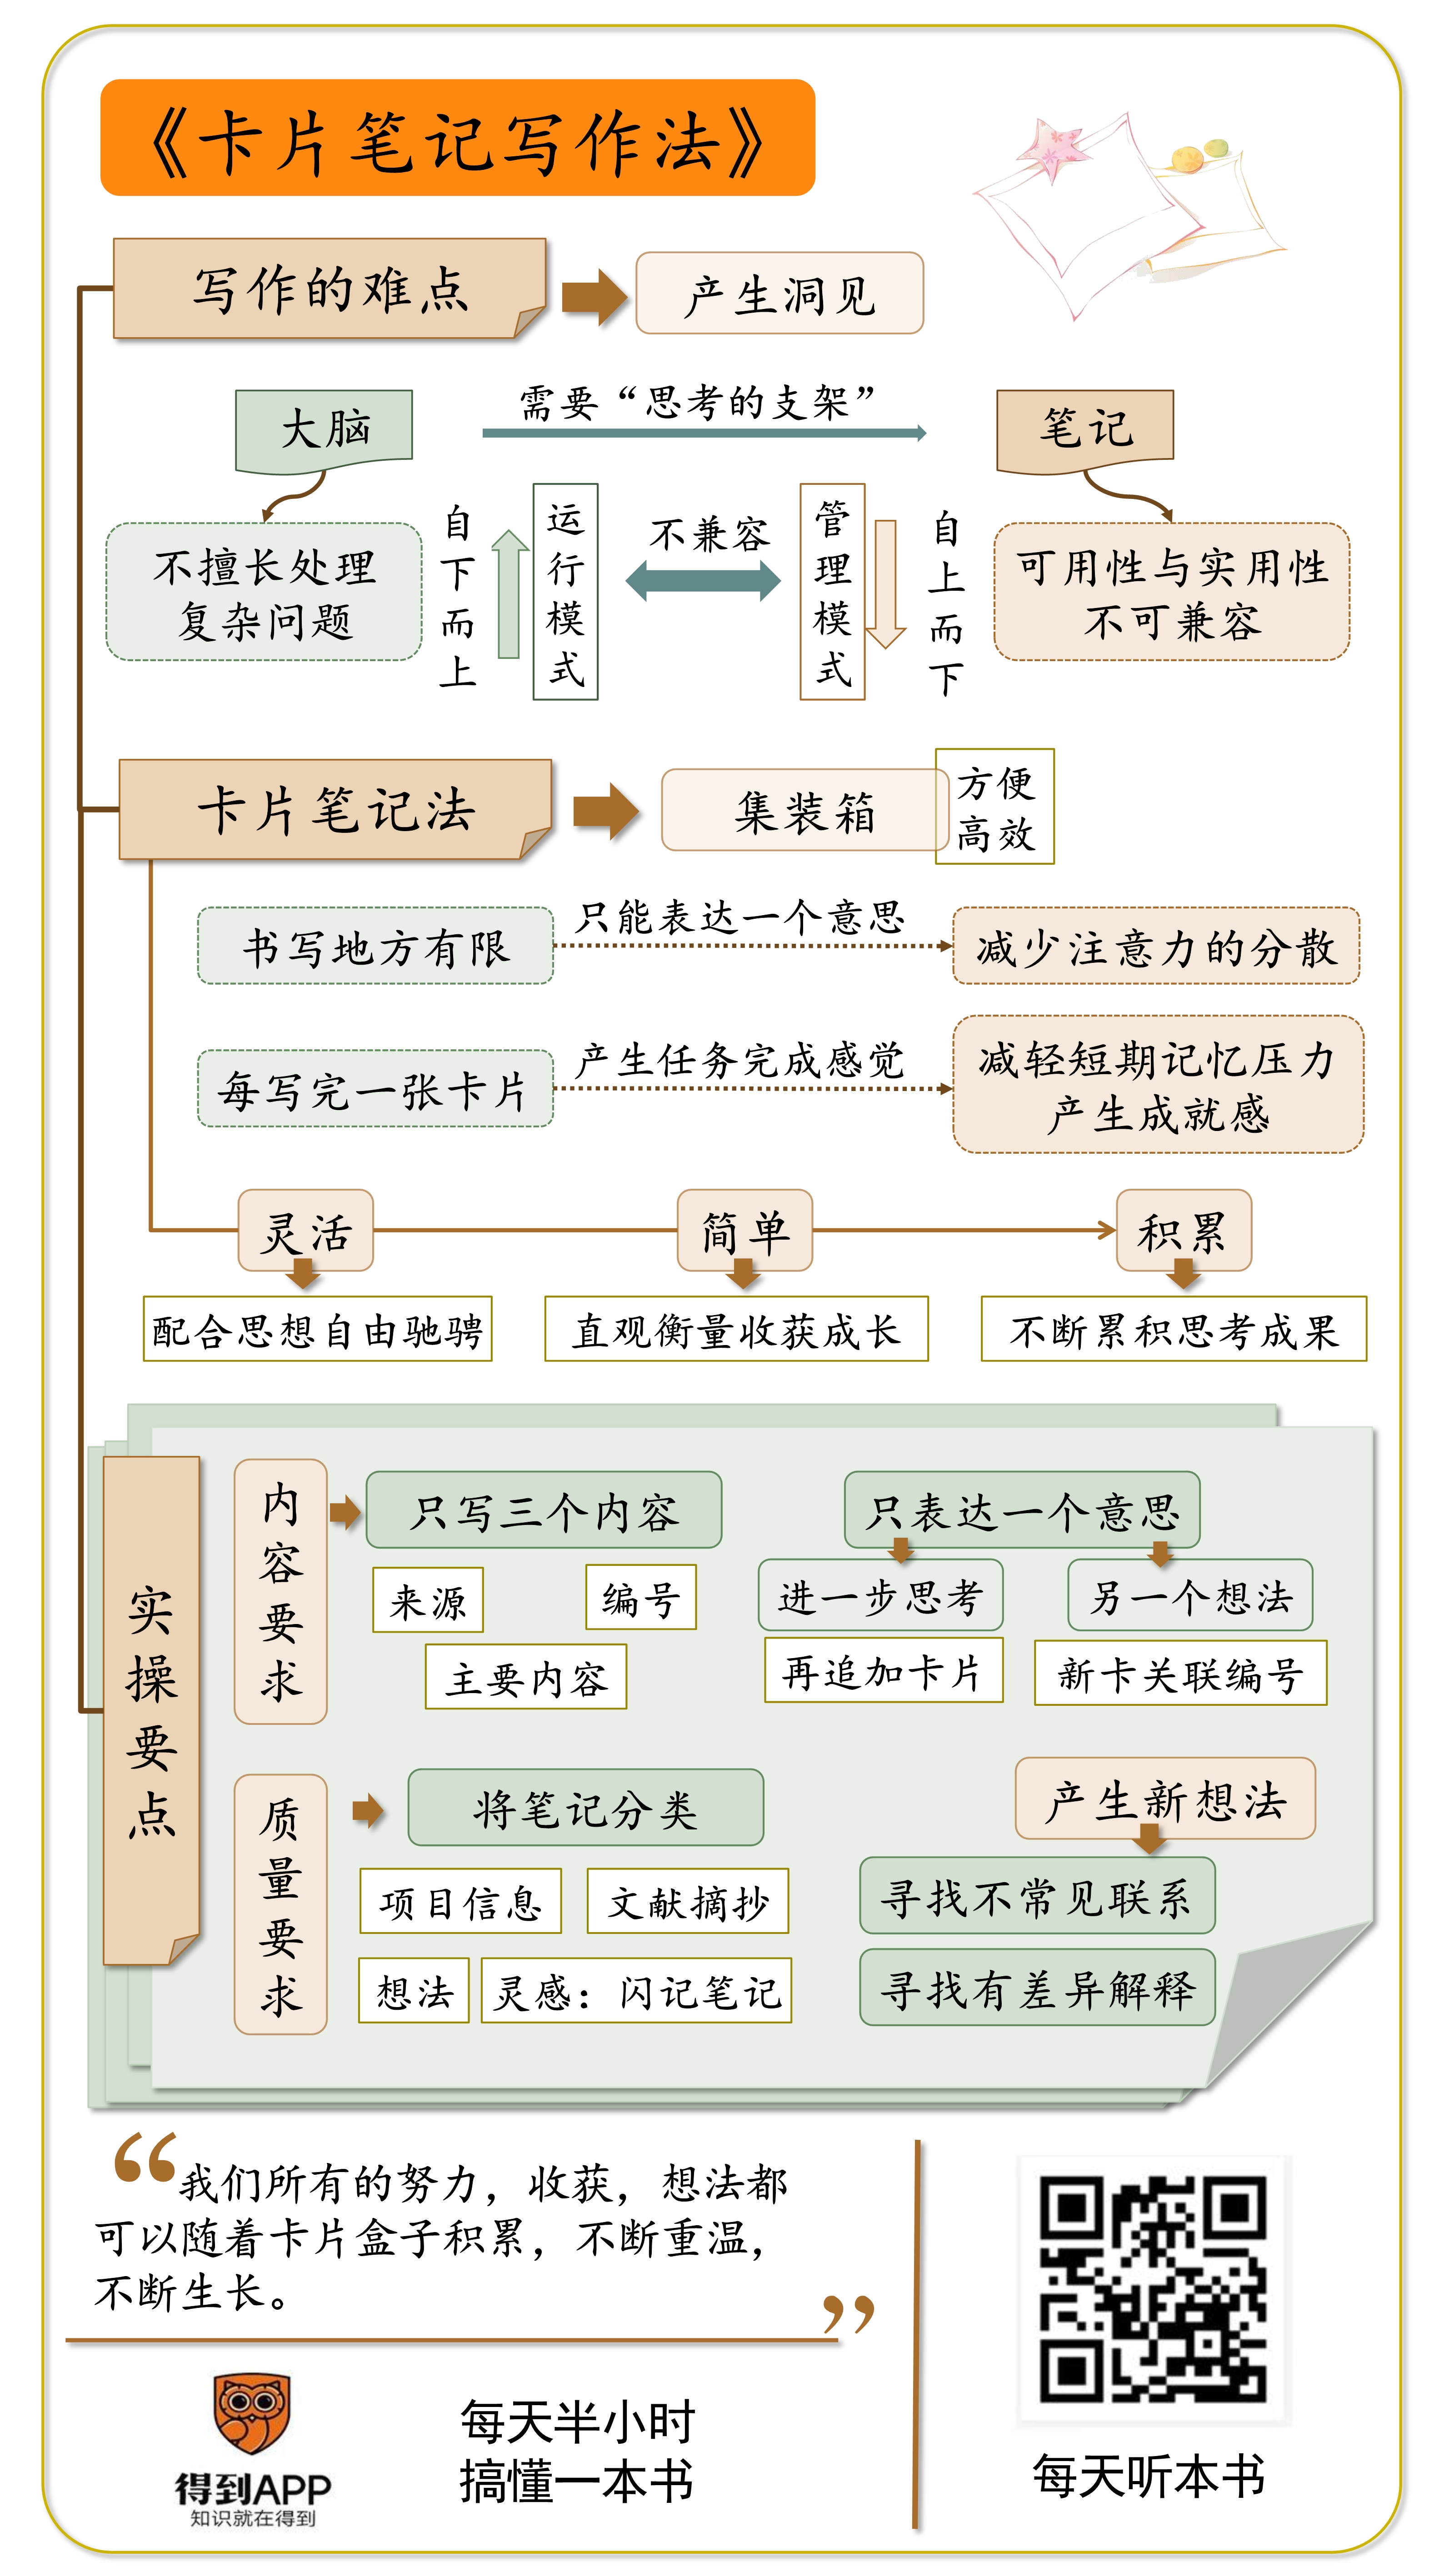 《卡片笔记写作法》
写作的难点
产生洞见
大脑
需要“思考的支架”
笔记
不擅长处理
复杂问题
自下而上
运行模式
不兼容
管理模式
自上而下
可用性与实用性
不可兼容
卡片笔记法
集装箱
方便
高效
书写地方有限
只能表达一个意思
减少注意力的分散
每写完一张卡片
产生任务完成感觉
减轻短期记忆压力
产生成就感
灵活
简单
积累
配合思想自由驰骋
直观衡量收获成长
不断累积思考成果
实操要点
内容要求
只写三个内容
来源
编号
主要内容
只表达一个意思
进一步思考
另一个想法
再追加卡片
新卡关联编号
质量要求
将笔记分类
项目信息
文献摘抄
想法
灵感：闪记笔记
产生新想法
寻找不常见联系
寻找有差异解释
“我们所有的努力，收获，想法都
可以随着卡片盒子积累，不断重温，
不断生长。”
得到APP
知识就在得到
每天半小时
搞懂一本书
每天听本书